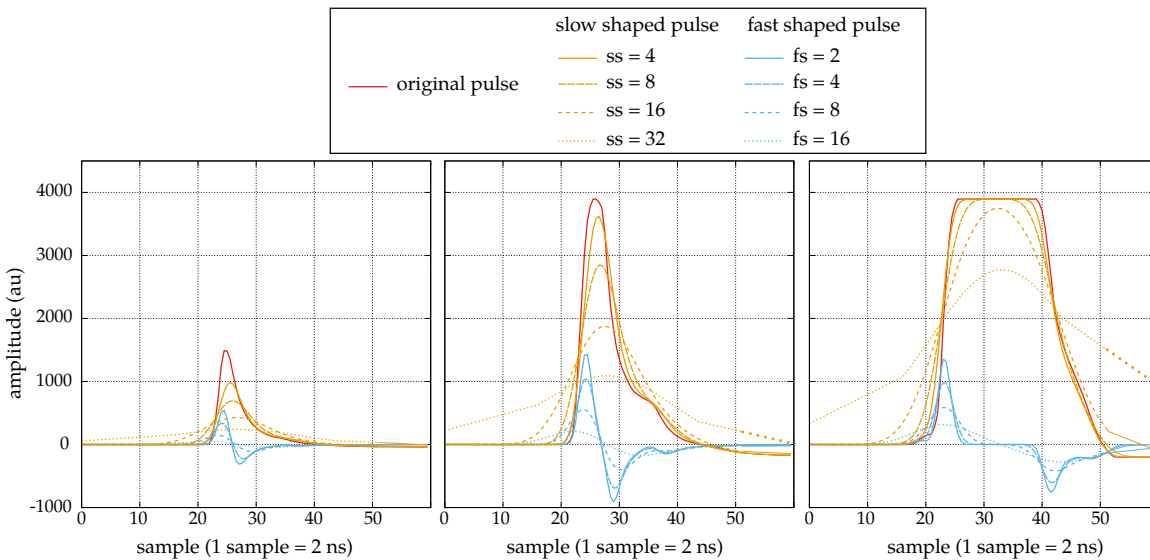 slow shaped pulse fast shaped pulse
original pulse
ss = 4 fs = 2
ss = 8 fs = 4
ss = 16 fs = 8
ss = 32 fs = 16
amplitude (au)
4000
3000
2000
1000
0
-1000
0 10 20 30 40 50
0 10 20 30 40 50
0 10 20 30 40 50
sample (1 sample = 2 ns)
sample (1 sample = 2 ns)
sample (1 sample = 2 ns)